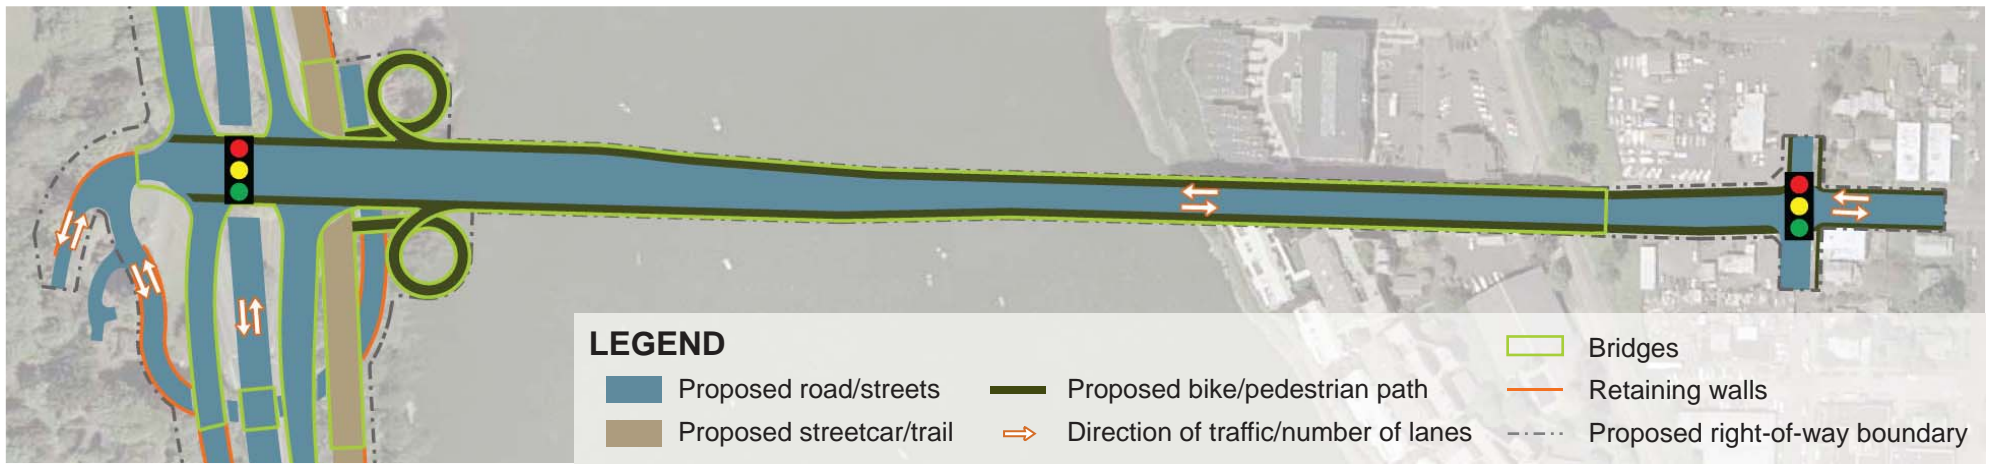 LEGEND
Proposed road/streets
Proposed streetcar/trail
Proposed bike/pedestrian path
Direction of traffic/number of lanes
Bridges
Retaining walls
Proposed right-of-way boundary